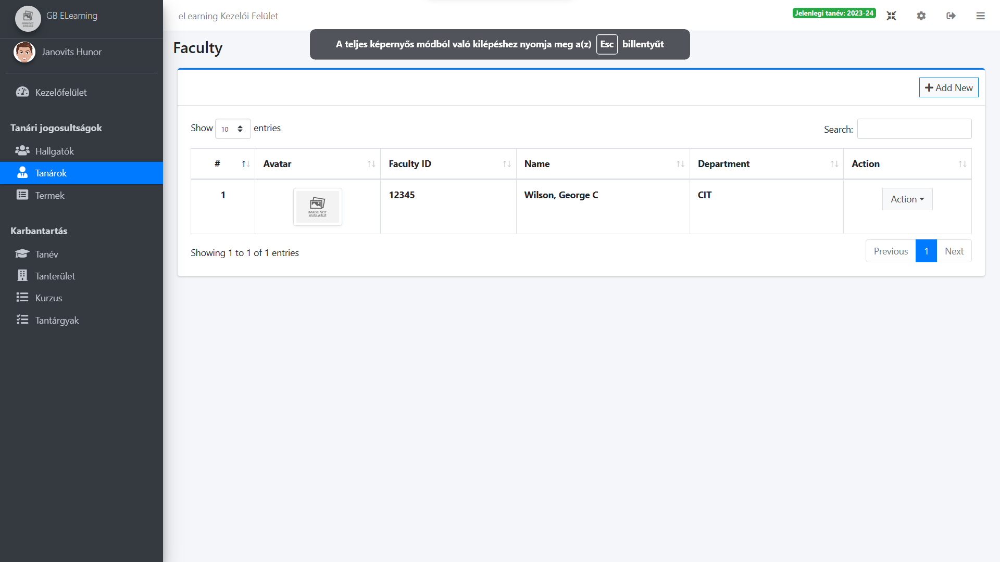 GB ELearning
eLearning Kezelői Felület
Jelenlegi tanév: 2023-24
Janovits Hunor
Faculty
A teljes képernyős módból való kilépéshez nyomja meg a(z) Esc billentyűt
Kezelőfelület
Tanári jogosultságok
Hallgatók
Tanárok
Termek
Karbantartás
Tanév
Tanterület
Kurzus
Tantárgyak
Add New
Show 10 entries
Search:
# Avatar Faculty ID Name Department Action
1 12345 Wilson, George C CIT Action
IMAGE NOT
AVAILABLE
Showing 1 to 1 of 1 entries
Previous 1 Next